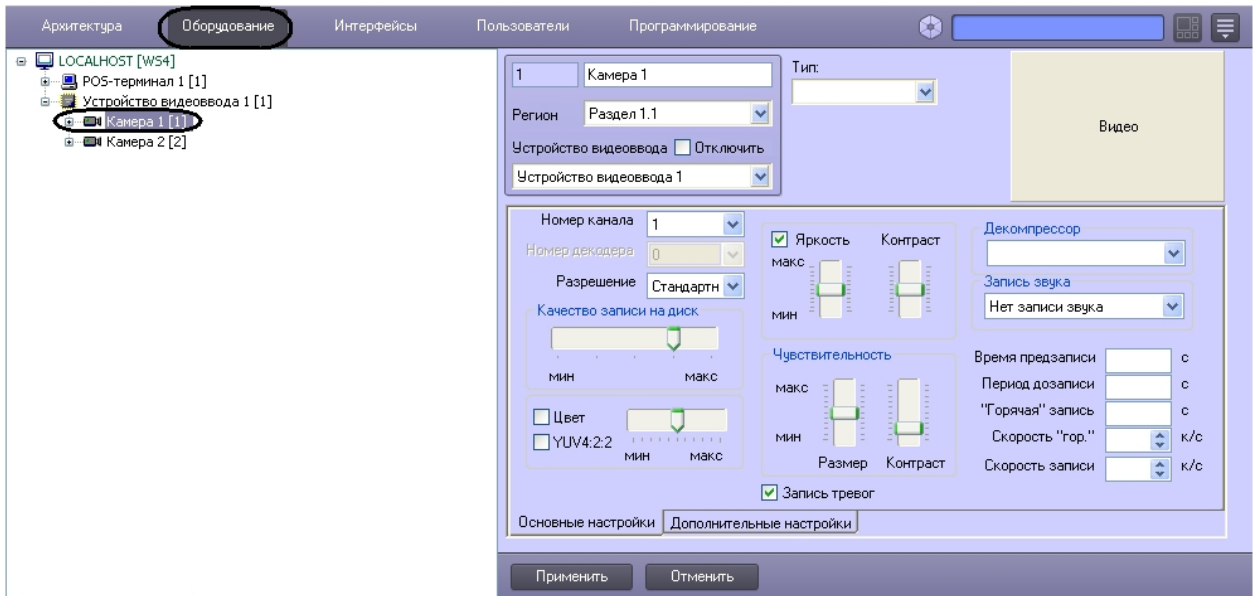 Архитектура Оборудование Интерфейсы Пользователи Программирование
LOCALHOST [WS4]
POS-терминал 1 [1]
Устройство видеоввода 1 [1]
Камера 1 [1]
Камера 2 [2]
1 Камера 1
Регион Раздел 1.1
Устройство видеоввода Отключить
Устройство видеоввода 1
Тип:
Видео
Номер канала 1
Номер декодера 0
Разрешение Стандартн
Качество записи на диск
мин макс
Цвет
YUV4:2:2
мин макс
Яркость Контраст
макс
мин
Чувствительность
макс
мин
Размер Контраст
Запись тревог
Декомпрессор
Запись звука
Нет записи звука
Время предзаписи с
Период дозаписи с
"Горячая" запись с
Скорость "гор." к/с
Скорость записи к/с
Основные настройки Дополнительные настройки
Применить Отменить